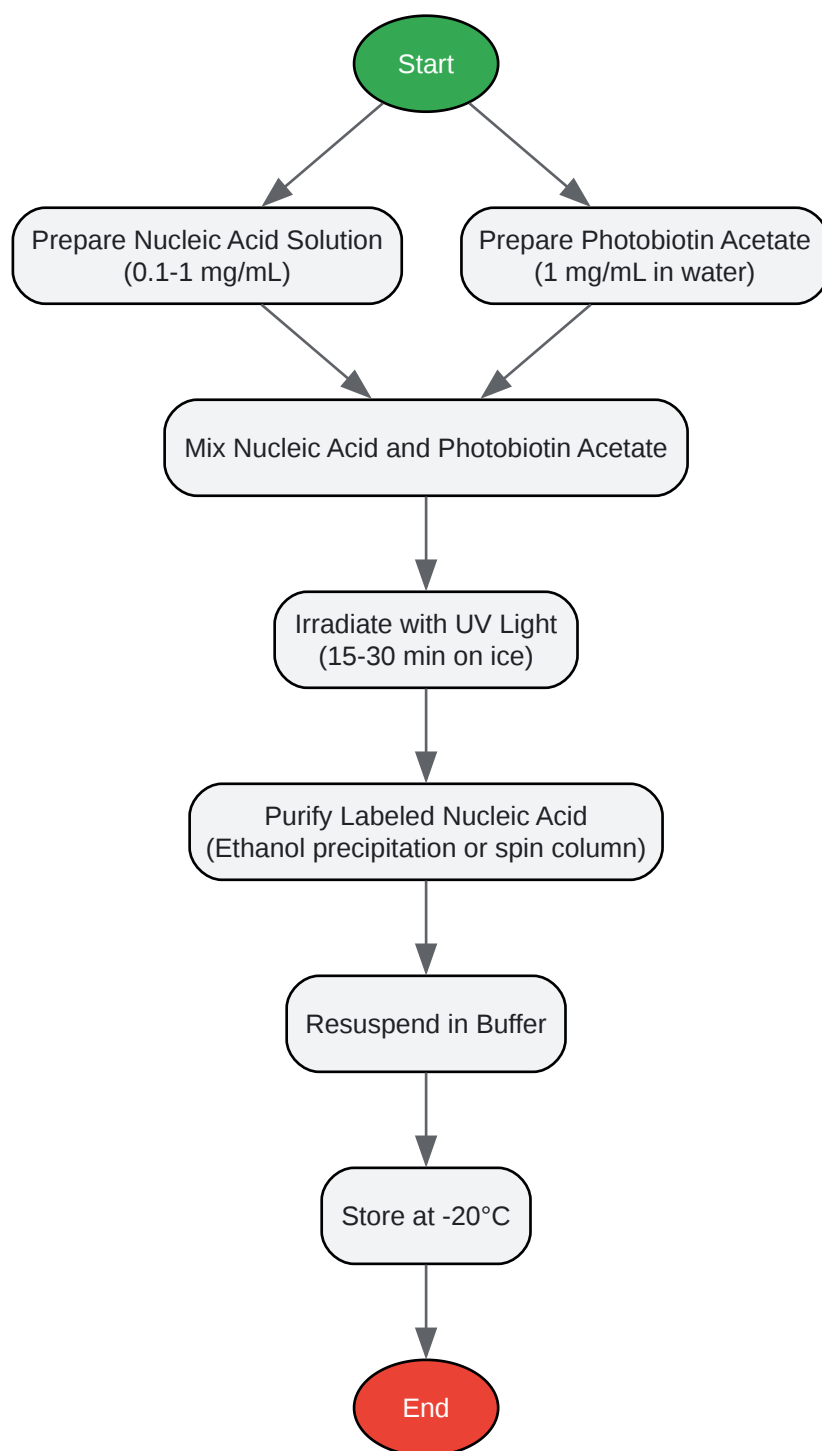 Start
Prepare Nucleic Acid Solution
(0.1-1 mg/mL)
Prepare Photobiotin Acetate
(1 mg/mL in water)
Mix Nucleic Acid and Photobiotin Acetate
Irradiate with UV Light
(15-30 min on ice)
Purify Labeled Nucleic Acid
(Ethanol precipitation or spin column)
Resuspend in Buffer
Store at -20°C
End